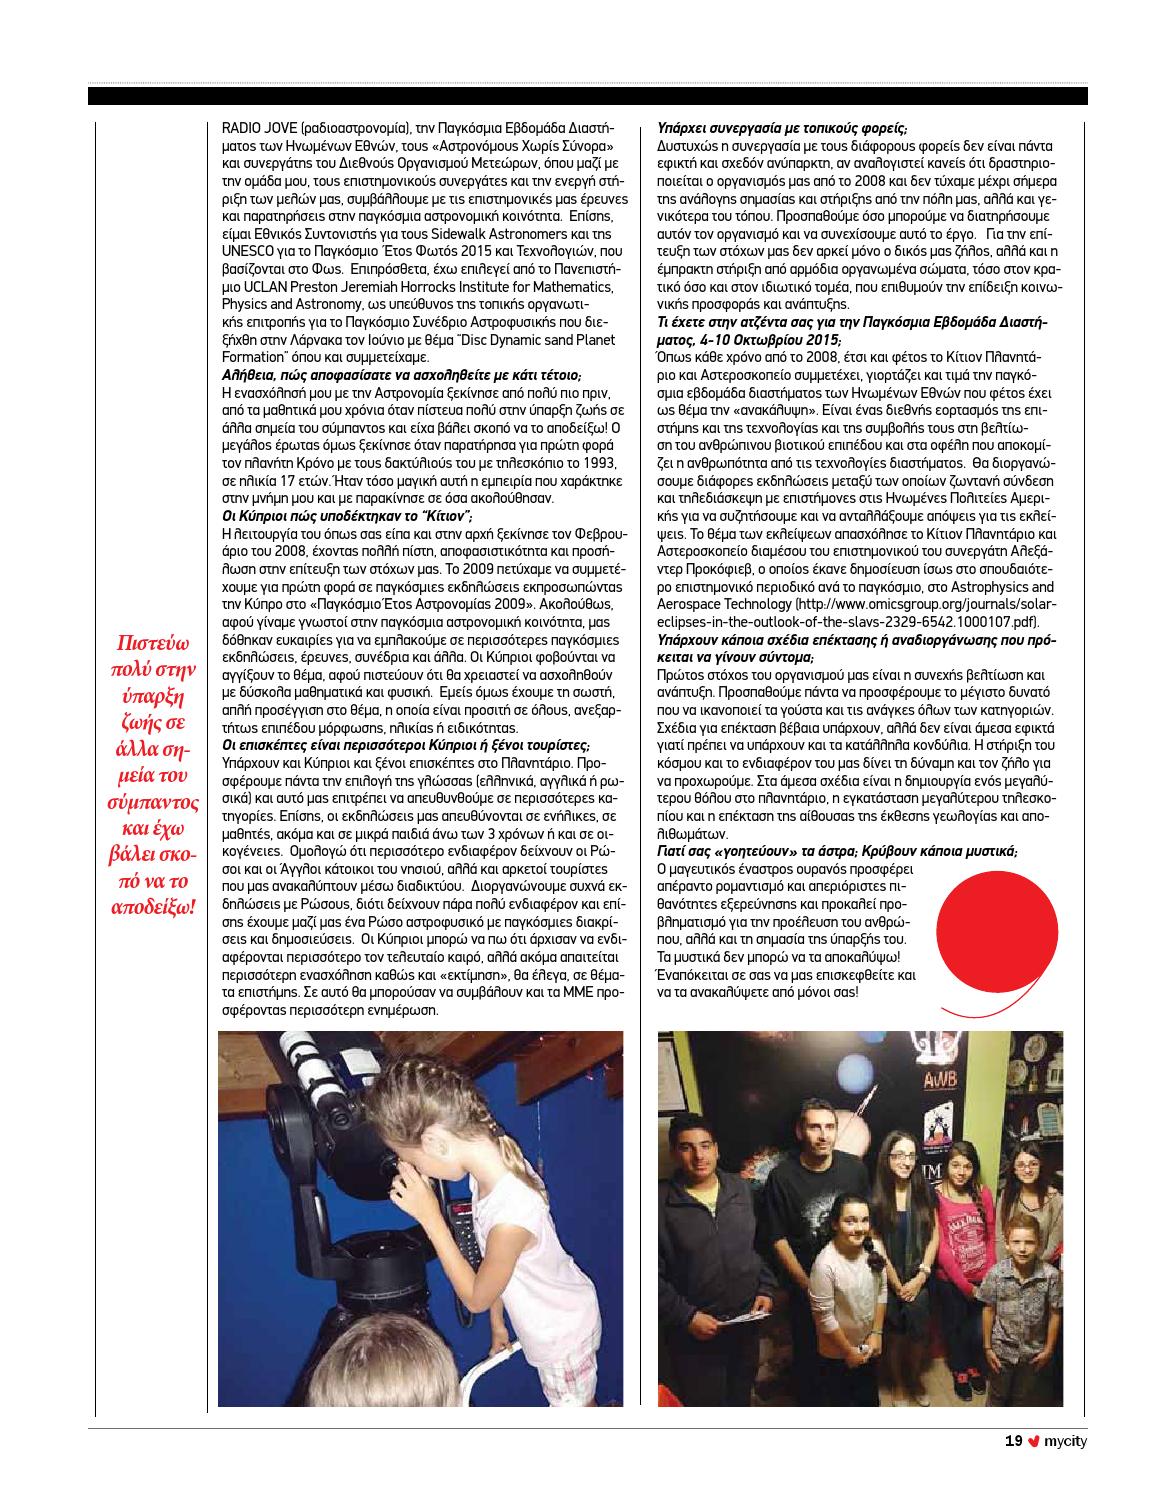 RADIO JOVE (ραδιοαστρονομία), την Παγκόσμια Εβδομάδα Διαστή-
ματος των Ηνωμένων Εθνών, τους «Αστρονόμους Χωρίς Σύνορα»
και συνεργάτης του Διεθνούς Οργανισμού Μετεώρων, όπου μαζί με
την ομάδα μου, τους επιστημονικούς συνεργάτες και την ενεργή στή-
ριξη των μελών μας, συμβάλλουμε με τις επιστημονικές μας έρευνες
και παρατηρήσεις στην παγκόσμια αστρονομική κοινότητα. Επίσης,
είμαι Εθνικός Συντονιστής για τους Sidewalk Astronomers και της
UNESCO για το Παγκόσμιο Έτος Φωτός 2015 και Τεχνολογιών, που
βασίζονται στο Φως. Επιπρόσθετα, έχω επιλεγεί από το Πανεπιστή-
μιο UCLAN Preston Jeremiah Horrocks Institute for Mathematics,
Physics and Astronomy, ως υπεύθυνος της τοπικής οργανωτι-
κής επιτροπής για το Παγκόσμιο Συνέδριο Αστροφυσικής που διε-
ξήχθη στην Λάρνακα τον Ιούνιο με θέμα "Disc Dynamic sand Planet
Formation" όπου και συμμετείχαμε.
Αλήθεια, πώς αποφασίσατε να ασχοληθείτε με κάτι τέτοιο;
Η ενασχόλησή μου με την Αστρονομία ξεκίνησε από πολύ πιο πριν,
από τα μαθητικά μου χρόνια όταν πίστευα πολύ στην ύπαρξη ζωής σε
άλλα σημεία του σύμπαντος και είχα βάλει σκοπό να το αποδείξω! Ο
μεγάλος έρωτας όμως ξεκίνησε όταν παρατήρησα για πρώτη φορά
τον πλανήτη Κρόνο με τους δακτύλιούς του με τηλεσκόπιο το 1993,
σε ηλικία 17 ετών. Ήταν τόσο μαγική αυτή η εμπειρία που χαράκτηκε
στην μνήμη μου και με παρακίνησε σε όσα ακολούθησαν.
Οι Κύπριοι πώς υποδέκτηκαν το "Κίτιον";
Η λειτουργία του όπως σας είπα και στην αρχή ξεκίνησε τον Φεβρου-
άριο του 2008, έχοντας πολλή πίστη, αποφασιστικότητα και προσή-
λωση στην επίτευξη των στόχων μας. Το 2009 πετύχαμε να συμμετέ-
χουμε για πρώτη φορά σε παγκόσμιες εκδηλώσεις εκπροσωπώντας
την Κύπρο στο «Παγκόσμιο Έτος Αστρονομίας 2009». Ακολούθως,
αφού γίναμε γνωστοί στην παγκόσμια αστρονομική κοινότητα, μας
δόθηκαν ευκαιρίες για να εμπλακούμε σε περισσότερες παγκόσμιες
εκδηλώσεις, έρευνες, συνέδρια και άλλα. Οι Κύπριοι φοβούνται να
αγγίξουν το θέμα, αφού πιστεύουν ότι θα χρειαστεί να ασχοληθούν
με δύσκολα μαθηματικά και φυσική. Εμείς όμως έχουμε τη σωστή,
απλή προσέγγιση στο θέμα, η οποία είναι προσιτή σε όλους, ανεξαρ-
τήτως επιπέδου μόρφωσης, ηλικίας ή ειδικότητας.
Οι επισκέπτες είναι περισσότεροι Κύπριοι ή ξένοι τουρίστες;
Υπάρχουν και Κύπριοι και ξένοι επισκέπτες στο Πλανητάριο. Προ-
σφέρουμε πάντα την επιλογή της γλώσσας (ελληνικά, αγγλικά ή ρω-
σικά) και αυτό μας επιτρέπει να απευθυνθούμε σε περισσότερες κα-
τηγορίες. Επίσης, οι εκδηλώσεις μας απευθύνονται σε ενήλικες, σε
μαθητές, ακόμα και σε μικρά παιδιά άνω των 3 χρόνων ή και σε οι-
κογένειες. Ομολογώ ότι περισσότερο ενδιαφέρον δείχνουν οι Ρώ-
σοι και οι Άγγλοι κάτοικοι του νησιού, αλλά και αρκετοί τουρίστες
που μας ανακαλύπτουν μέσω διαδικτύου. Διοργανώνουμε συχνά εκ-
δηλώσεις με Ρώσους, διότι δείχνουν πάρα πολύ ενδιαφέρον και επί-
σης έχουμε μαζί μας ένα Ρώσο αστροφυσικό με παγκόσμιες διακρί-
σεις και δημοσιεύσεις. Οι Κύπριοι μπορώ να πω ότι άρχισαν να ενδι-
αφέρονται περισσότερο τον τελευταίο καιρό, αλλά ακόμα απαιτείται
περισσότερη ενασχόληση καθώς και «εκτίμηση», θα έλεγα, σε θέμα-
τα επιστήμης. Σε αυτό θα μπορούσαν να συμβάλουν και τα ΜΜΕ προ-
σφέροντας περισσότερη ενημέρωση.
Υπάρχει συνεργασία με τοπικούς φορείς;
Δυστυχώς η συνεργασία με τους διάφορους φορείς δεν είναι πάντα
εφικτή και σχεδόν ανύπαρκτη, αν αναλογιστεί κανείς ότι δραστηριο-
ποιείται ο οργανισμός μας από το 2008 και δεν τύχαμε μέχρι σήμερα
της ανάλογης σημασίας και στήριξης από την πόλη μας, αλλά και γε-
νικότερα του τόπου. Προσπαθούμε όσο μπορούμε να διατηρήσουμε
αυτόν τον οργανισμό και να συνεχίσουμε αυτό το έργο. Για την επί-
τευξη των στόχων μας δεν αρκεί μόνο ο δικός μας ζήλος, αλλά και η
έμπρακτη στήριξη από αρμόδια οργανωμένα σώματα, τόσο στον κρα-
τικό όσο και στον ιδιωτικό τομέα, που επιθυμούν την επίδειξη κοινω-
νικής προσφοράς και ανάπτυξης.
Τι έχετε στην ατζέντα σας για την Παγκόσμια Εβδομάδα Διαστή-
ματος, 4-10 Οκτωβρίου 2015;
Όπως κάθε χρόνο από το 2008, έτσι και φέτος το Κίτιον Πλανητά-
ριο και Αστεροσκοπείο συμμετέχει, γιορτάζει και τιμά την παγκό-
σμια εβδομάδα διαστήματος των Ηνωμένων Εθνών που φέτος έχει
ως θέμα την «ανακάλυψη». Είναι ένας διεθνής εορτασμός της επι-
στήμης και της τεχνολογίας και της συμβολής τους στη βελτίω-
ση του ανθρώπινου βιοτικού επιπέδου και στα οφέλη που αποκομί-
ζει η ανθρωπότητα από τις τεχνολογίες διαστήματος. Θα διοργανώ-
σουμε διάφορες εκδηλώσεις μεταξύ των οποίων ζωντανή σύνδεση
και τηλεδιάσκεψη με επιστήμονες στις Ηνωμένες Πολιτείες Αμερι-
κής για να συζητήσουμε και να ανταλλάξουμε απόψεις για τις εκλεί-
ψεις. Το θέμα των εκλείψεων απασχόλησε το Κίτιον Πλανητάριο και
Αστεροσκοπείο διαμέσου του επιστημονικού του συνεργάτη Αλεξά-
ντερ Προκόφιεβ, ο οποίος έκανε δημοσίευση ίσως στο σπουδαιότε-
ρο επιστημονικό περιοδικό ανά το παγκόσμιο, στο Astrophysics and
Aerospace Technology (http://www.omicsgroup.org/journals/solar-
eclipses-in-the-outlook-of-the-slavs-2329-6542.1000107.pdf).
Υπάρχουν κάποια σχέδια επέκτασης ή αναδιοργάνωσης που πρό-
κειται να γίνουν σύντομα;
Πρώτος στόχος του οργανισμού μας είναι η συνεχής βελτίωση και
ανάπτυξη. Προσπαθούμε πάντα να προσφέρουμε το μέγιστο δυνατό
που να ικανοποιεί τα γούστα και τις ανάγκες όλων των κατηγοριών.
Σχέδια για επέκταση βέβαια υπάρχουν, αλλά δεν είναι άμεσα εφικτά
γιατί πρέπει να υπάρχουν και τα κατάλληλα κονδύλια. Η στήριξη του
κόσμου και το ενδιαφέρον του μας δίνει τη δύναμη και τον ζήλο για
να προχωρούμε. Στα άμεσα σχέδια είναι η δημιουργία ενός μεγαλύ-
τερου θόλου στο πλανητάριο, η εγκατάσταση μεγαλύτερου τηλεσκο-
πίου και η επέκταση της αίθουσας της έκθεσης γεωλογίας και απο-
λιθωμάτων.
Γιατί σας «γοητεύουν» τα άστρα; Κρύβουν κάποια μυστικά;
Ο μαγευτικός έναστρος ουρανός προσφέρει
απέραντο ρομαντισμό και απεριόριστες πι-
θανότητες εξερεύνησης και προκαλεί προ-
βληματισμό για την προέλευση του ανθρώ-
που, αλλά και τη σημασία της ύπαρξής του.
Τα μυστικά δεν μπορώ να τα αποκαλύψω!
Έναπόκειται σε σας να μας επισκεφθείτε και
να τα ανακαλύψετε από μόνοι σας!
Πιστεύω
πολύ στην
ύπαρξη
ζωής σε
άλλα ση-
μεία του
σύμπαντος
και έχω
βάλει σκο-
πό να το
αποδείξω!
AWB
19 mycity